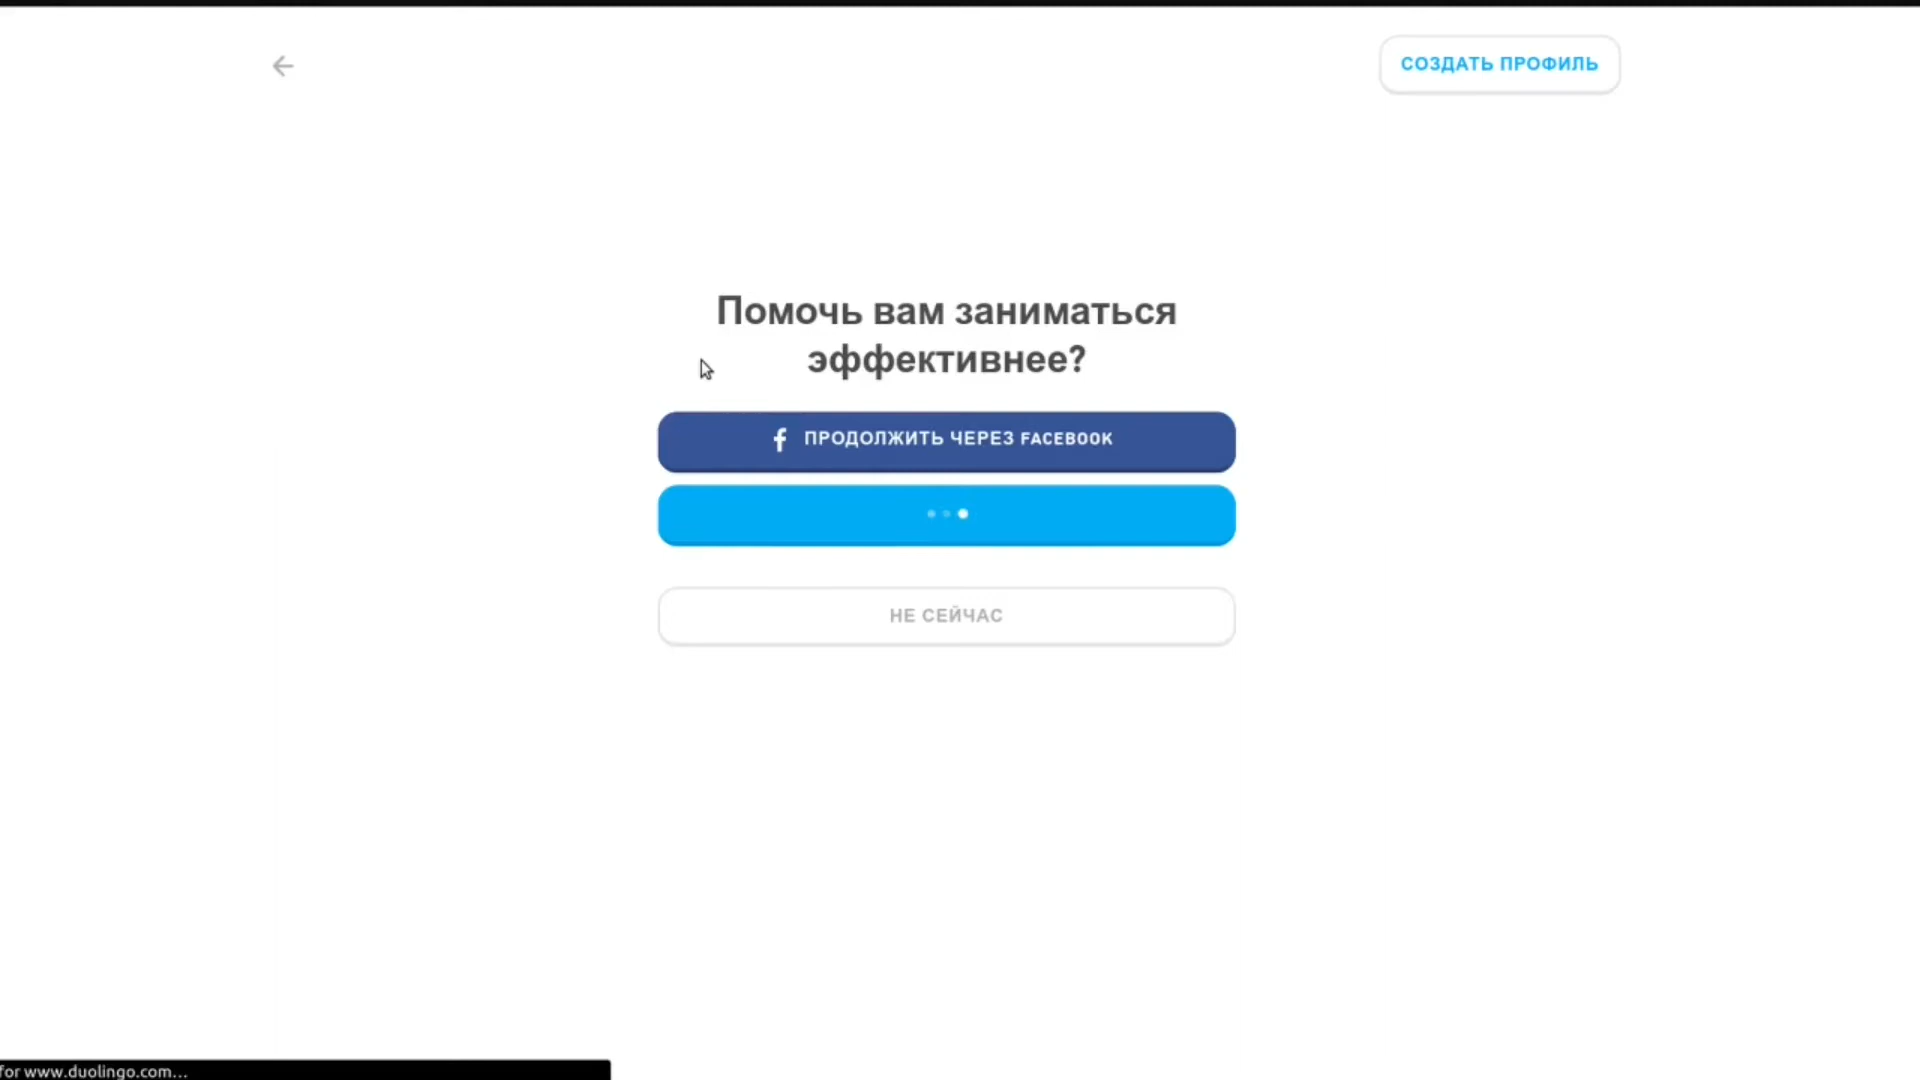 СОЗДАТЬ ПРОФИЛЬ
Помочь вам заниматься
эффективнее?
ПРОДОЛЖИТЬ ЧЕРЕЗ FACEBOOK
НЕ СЕЙЧАС
for www.duolingo.com...